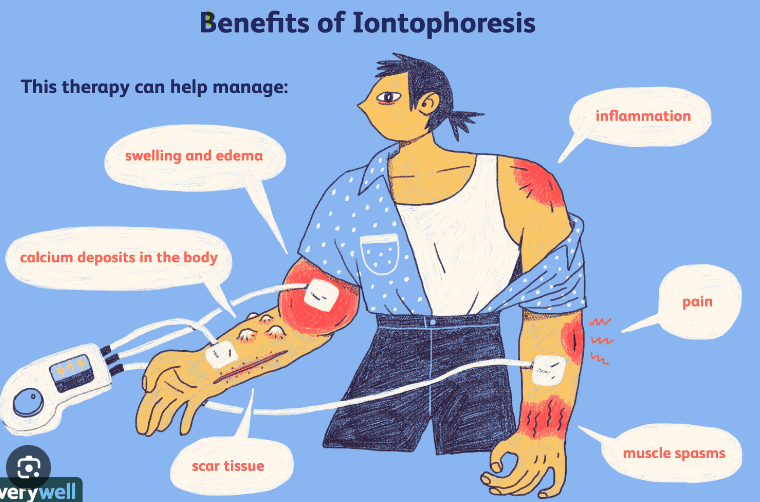 Benefits of Iontophoresis
This therapy can help manage:
inflammation
swelling and edema
calcium deposits in the body
pain
scar tissue
muscle spasms
verywell